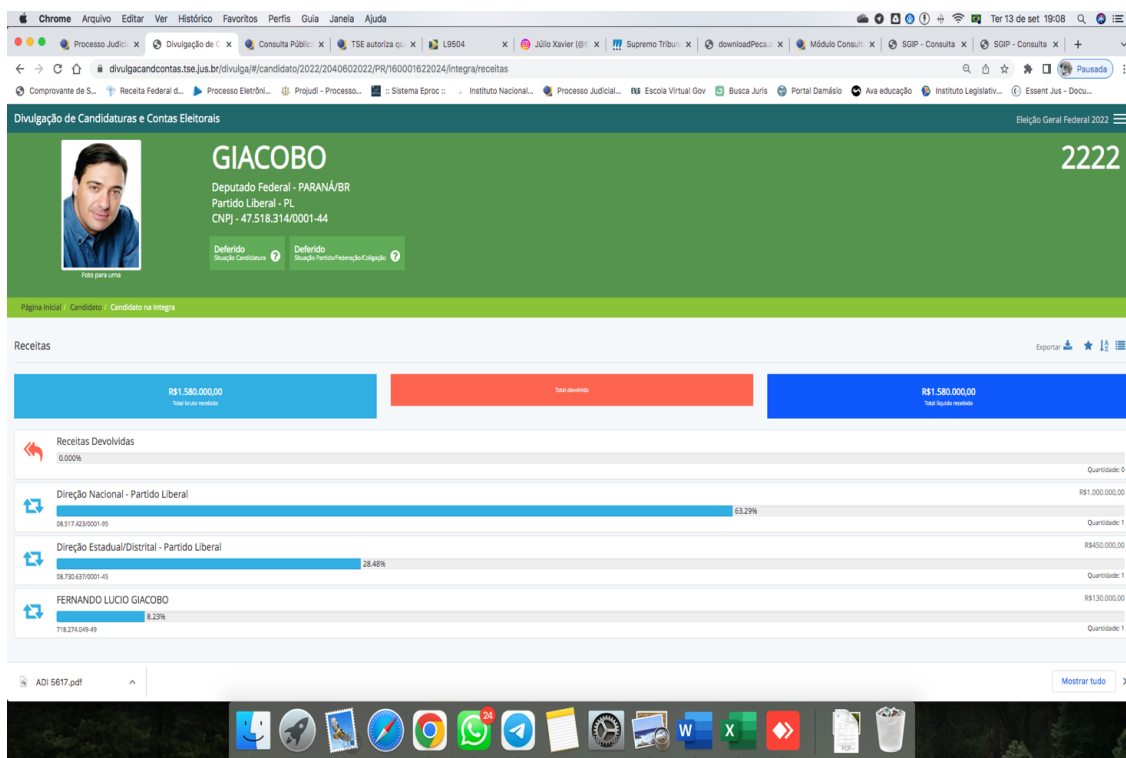 Chrome Arquivo Editar Ver Histórico Favoritos Perfis Guia Janela Ajuda Ter 13 de set 19:08
Processo Judici Divulgação de C Consulta Pública TSE autoriza qu L9504 Júlio Xavier (@f Supremo Tribun downloadPeca.a Módulo Consult SGIP - Consulta SGIP - Consulta
divulgacandcontas.tse.jus.br/divulga/#/candidato/2022/2040602022/PR/160001622024/integra/receitas Pausada
Comprovante de S... Receita Federal d... Processo Eletrôni... Projudi - Processo... :: Sistema Eproc :: Instituto Nacional... Processo Judicial... Escola Virtual Gov Busca Juris Portal Damásio Ava educação Instituto Legislativ... Essent Jus - Docu...
Divulgação de Candidaturas e Contas Eleitorais Eleição Geral Federal 2022
GIACOBO 2222
Deputado Federal - PARANÁ/BR
Partido Liberal - PL
CNPJ - 47.518.314/0001-44
Deferido Deferido
Situação Candidatura ? Situação Partido/Federação/Coligação ?
Foto para urna
Página Inicial / Candidato / Candidato na Integra
Receitas Exportar
R$1.580.000,00 Total devolvido R$1.580.000,00
Total bruto recebido Total líquido recebido
Receitas Devolvidas
0.000%
Quantidade: 0
Direção Nacional - Partido Liberal R$1.000.000,00
63.29%
08.517.423/0001-95 Quantidade: 1
Direção Estadual/Distrital - Partido Liberal R$450.000,00
28.48%
08.730.637/0001-45 Quantidade: 1
FERNANDO LUCIO GIACOBO R$130.000,00
8.23%
718.274.049-49 Quantidade: 1
ADI 5617.pdf Mostrar tudo
24
W X
PDF